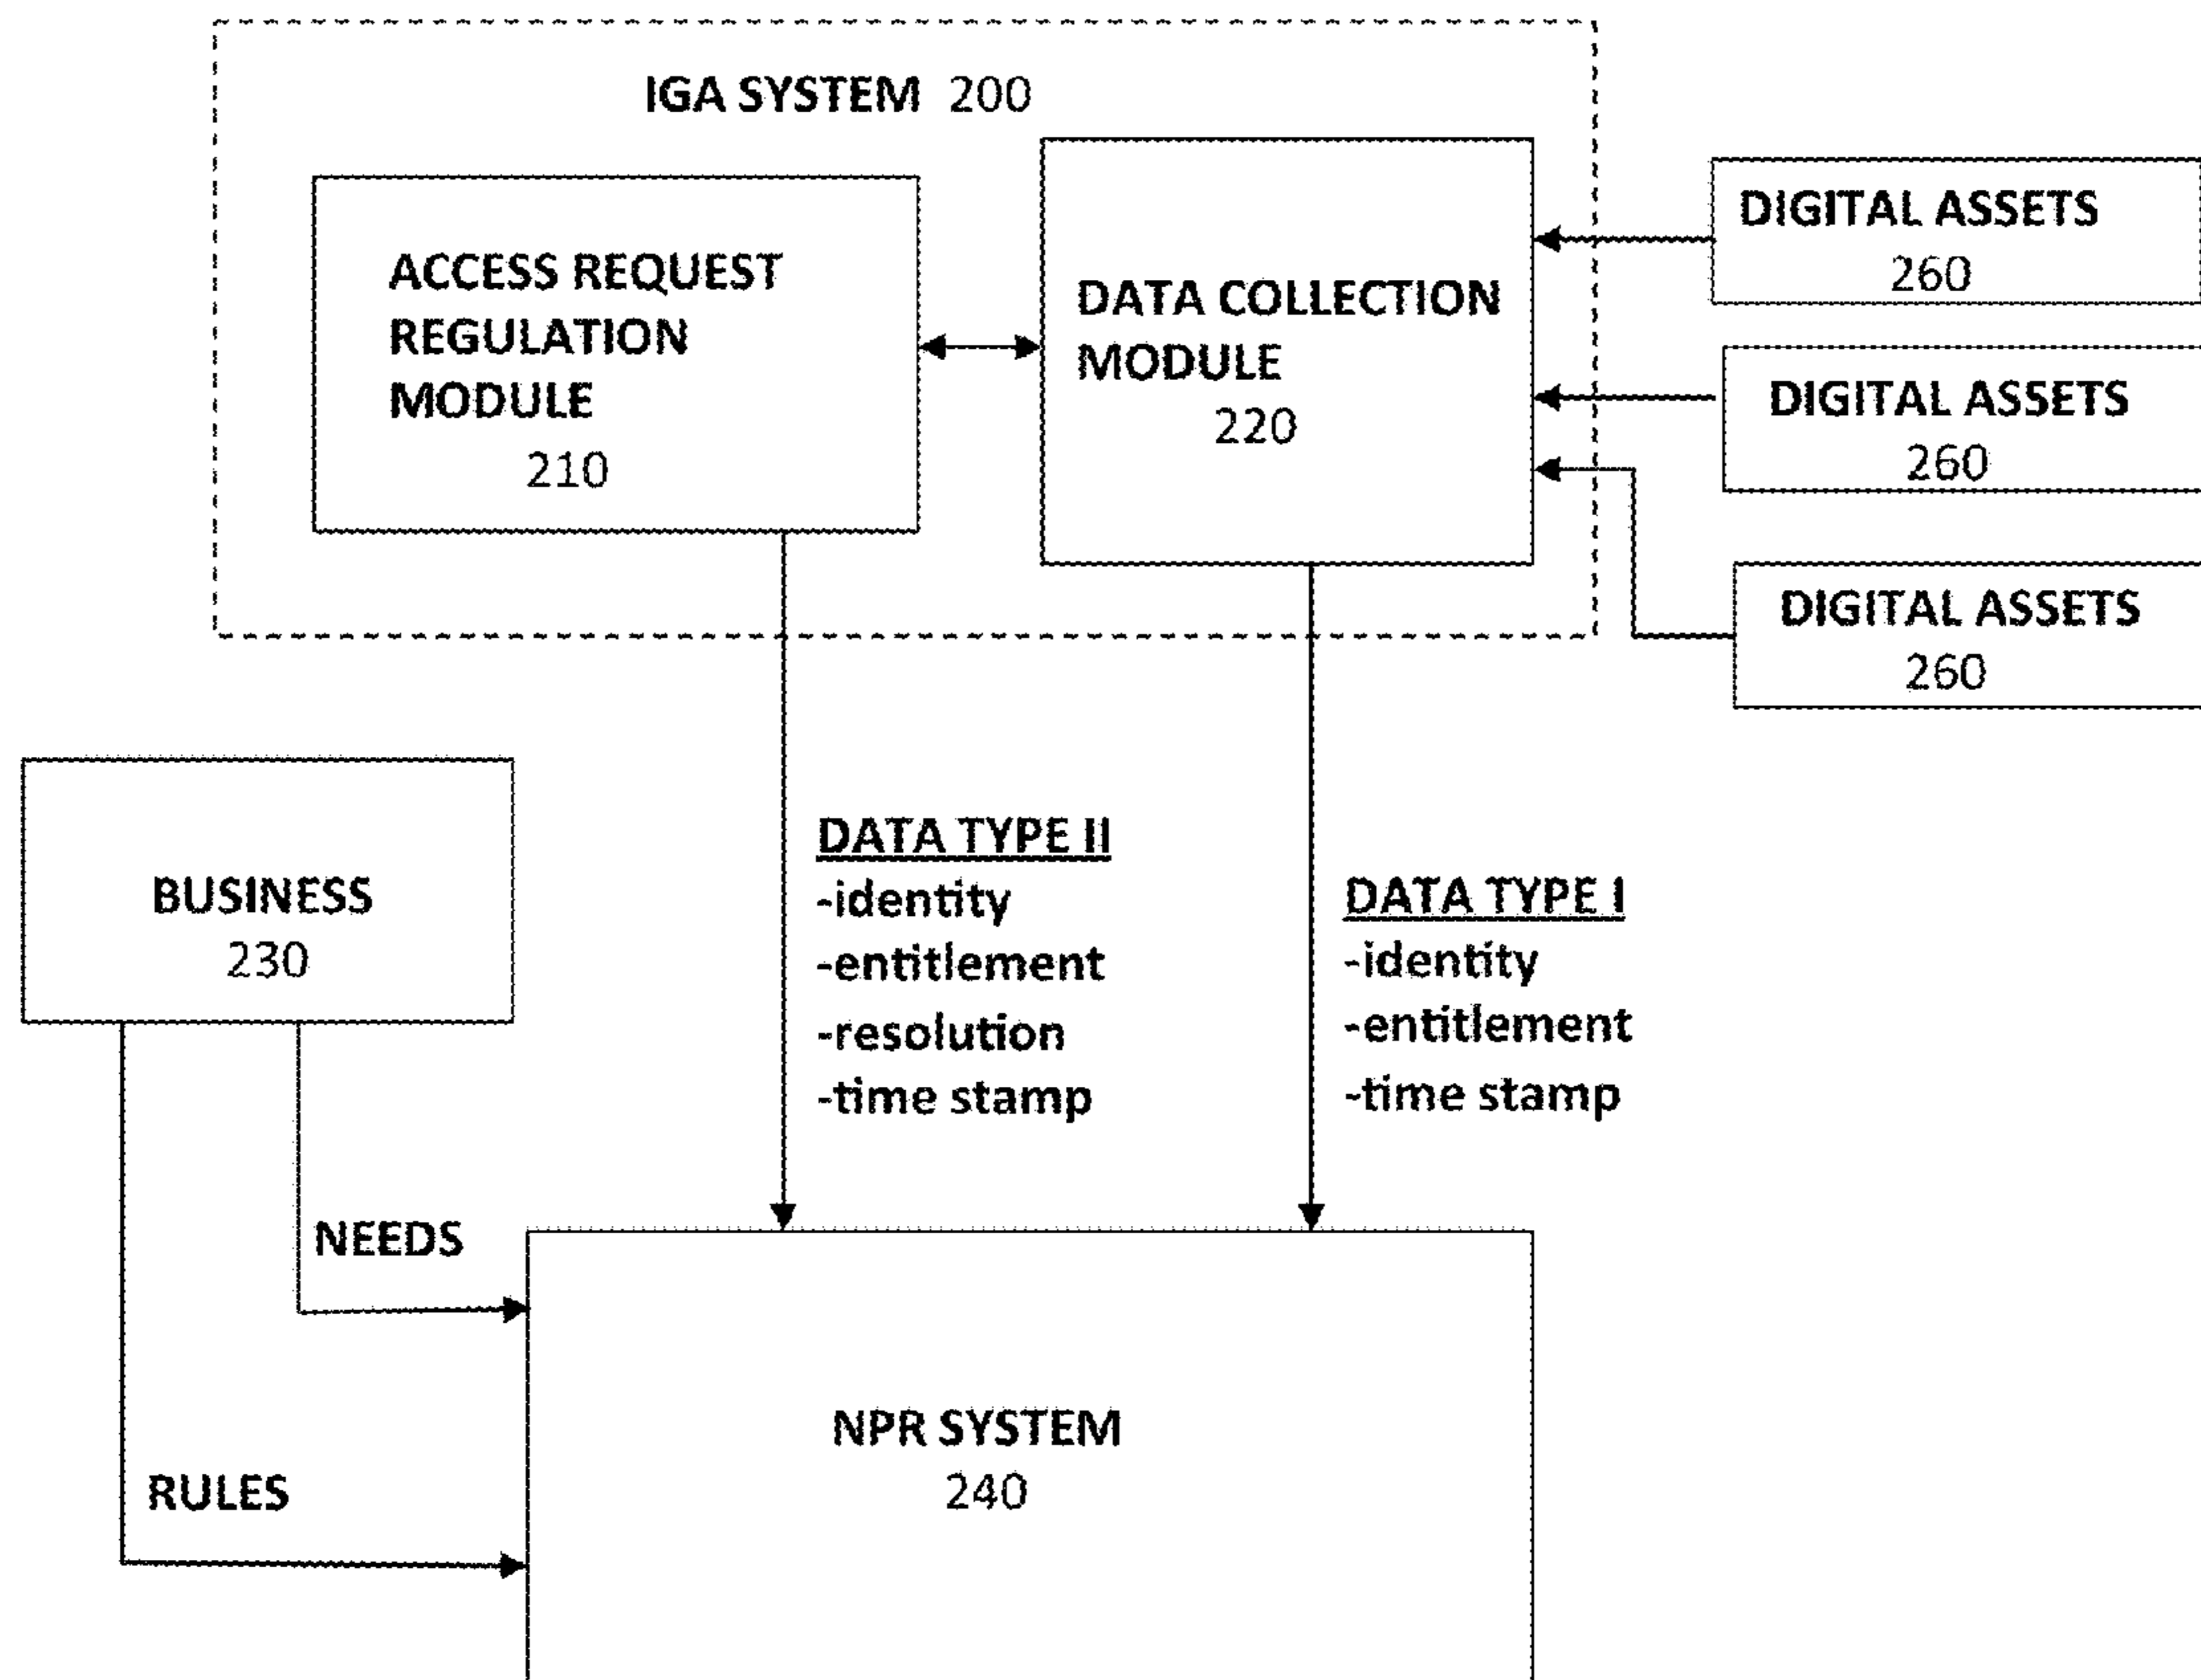 IGA SYSTEM 200
ACCESS REQUEST
REGULATION
MODULE
210
DATA COLLECTION
MODULE
220
DIGITAL ASSETS
260
DIGITAL ASSETS
260
DIGITAL ASSETS
260
BUSINESS
230
DATA TYPE II
-identity
-entitlement
-resolution
-time stamp
DATA TYPE I
-identity
-entitlement
-time stamp
NEEDS
RULES
NPR SYSTEM
240